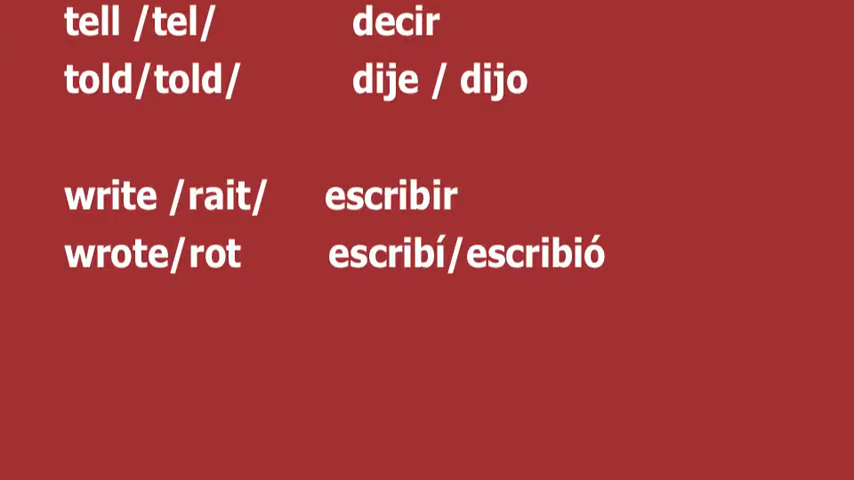 tell /tel/ decir
told/told/ dije / dijo
write /rait/ escribir
wrote/rot escribí/escribió